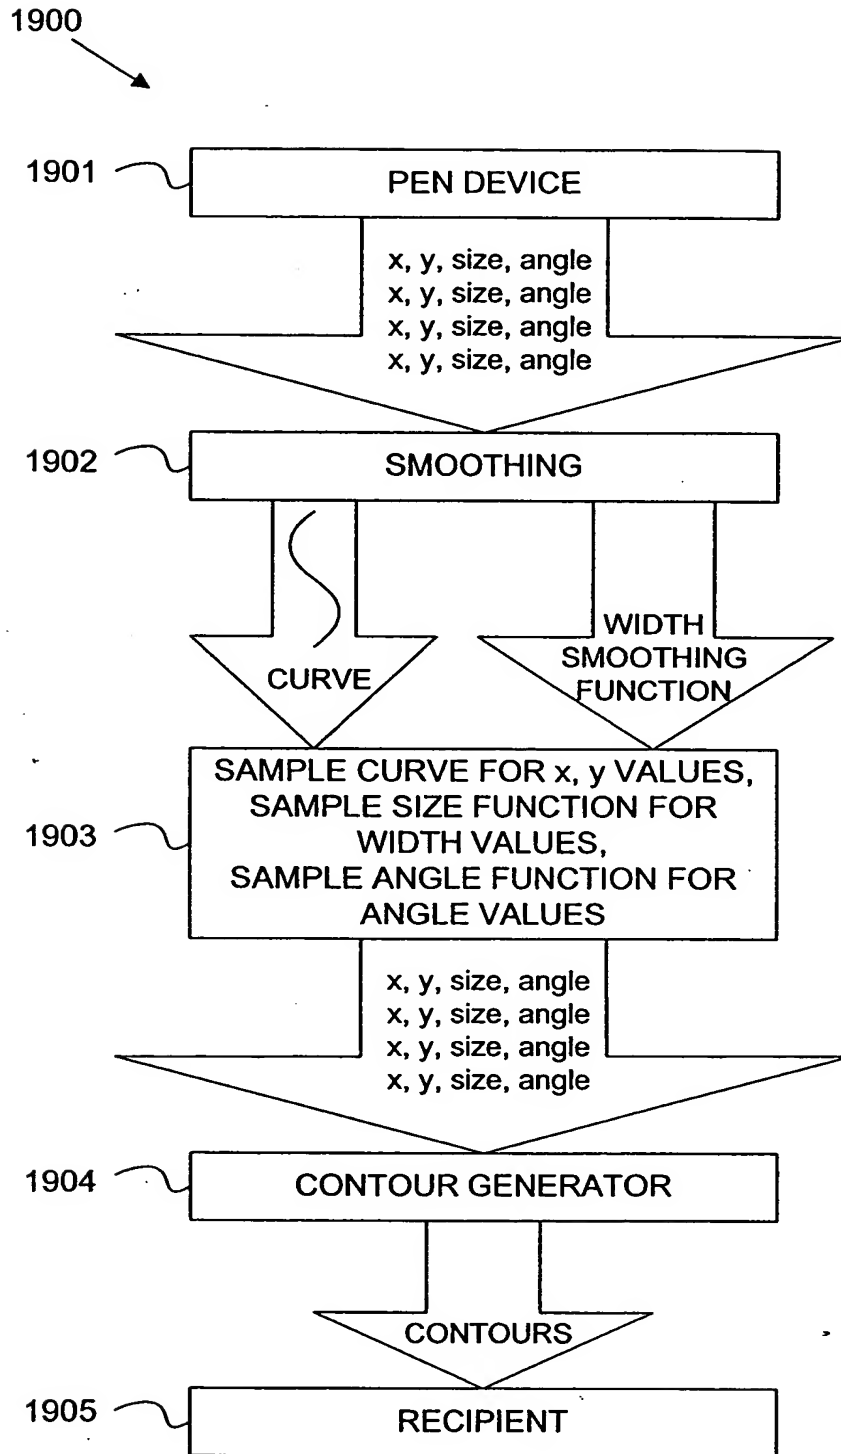 1900
1901
PEN DEVICE
x, y, size, angle
x, y, size, angle
x, y, size, angle
x, y, size, angle
1902
SMOOTHING
CURVE
WIDTH
SMOOTHING
FUNCTION
1903
SAMPLE CURVE FOR x, y VALUES,
SAMPLE SIZE FUNCTION FOR
WIDTH VALUES,
SAMPLE ANGLE FUNCTION FOR
ANGLE VALUES
x, y, size, angle
x, y, size, angle
x, y, size, angle
x, y, size, angle
1904
CONTOUR GENERATOR
CONTOURS
1905
RECIPIENT